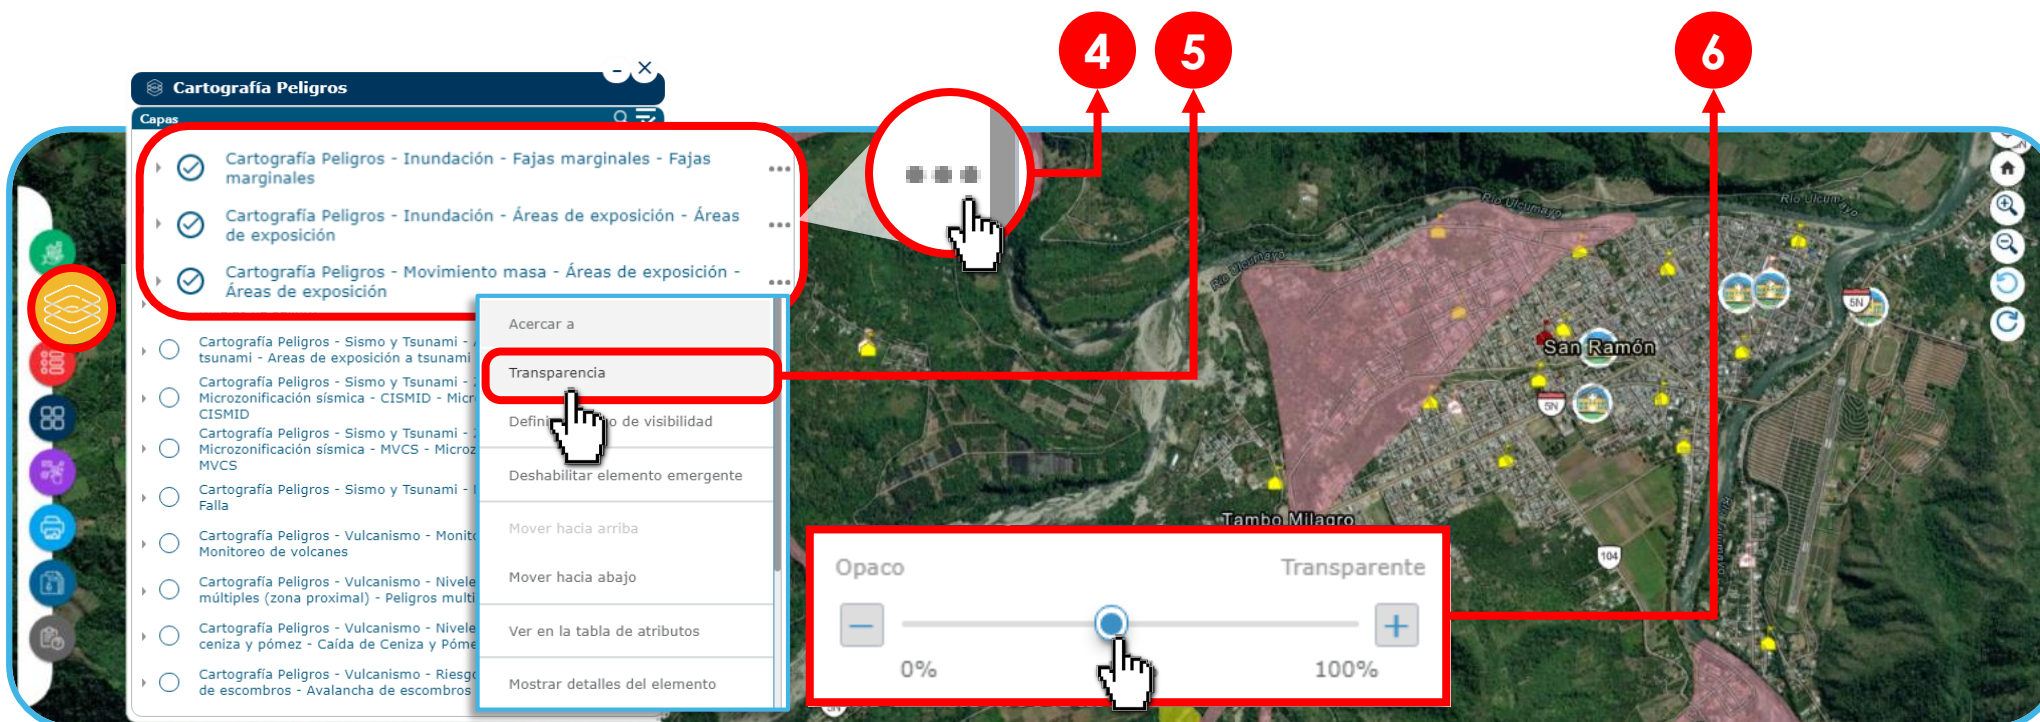 4
5
6
Cartografía Peligros
Capas
Cartografía Peligros - Inundación - Fajas marginales - Fajas
marginales
Cartografía Peligros - Inundación - Áreas de exposición - Áreas
de exposición
Cartografía Peligros - Movimiento masa - Áreas de exposición -
Áreas de exposición
Cartografía Peligros - Sismo y Tsunami -
tsunami - Areas de exposición a tsunami
Cartografía Peligros - Sismo y Tsunami -
Microzonificación sísmica - CISMID - Micr
CISMID
Cartografía Peligros - Sismo y Tsunami -
Microzonificación sísmica - MVCS - Microz
MVCS
Cartografía Peligros - Sismo y Tsunami -
Falla
Cartografía Peligros - Vulcanismo - Monito
Monitoreo de volcanes
Cartografía Peligros - Vulcanismo - Nivele
múltiples (zona proximal) - Peligros multi
Cartografía Peligros - Vulcanismo - Nivele
ceniza y pómez - Caída de Ceniza y Póme
Cartografía Peligros - Vulcanismo - Riesgo
de escombros - Avalancha de escombros
Acercar a
Transparencia
Defini o de visibilidad
Deshabilitar elemento emergente
Mover hacia arriba
Mover hacia abajo
Ver en la tabla de atributos
Mostrar detalles del elemento
Río Ulcumayo
Río Ulcumayo
Río Ulcumayo
5N
San Ramón
5N
Tambo Milagro
104
Opaco
Transparente
0%
100%
5N